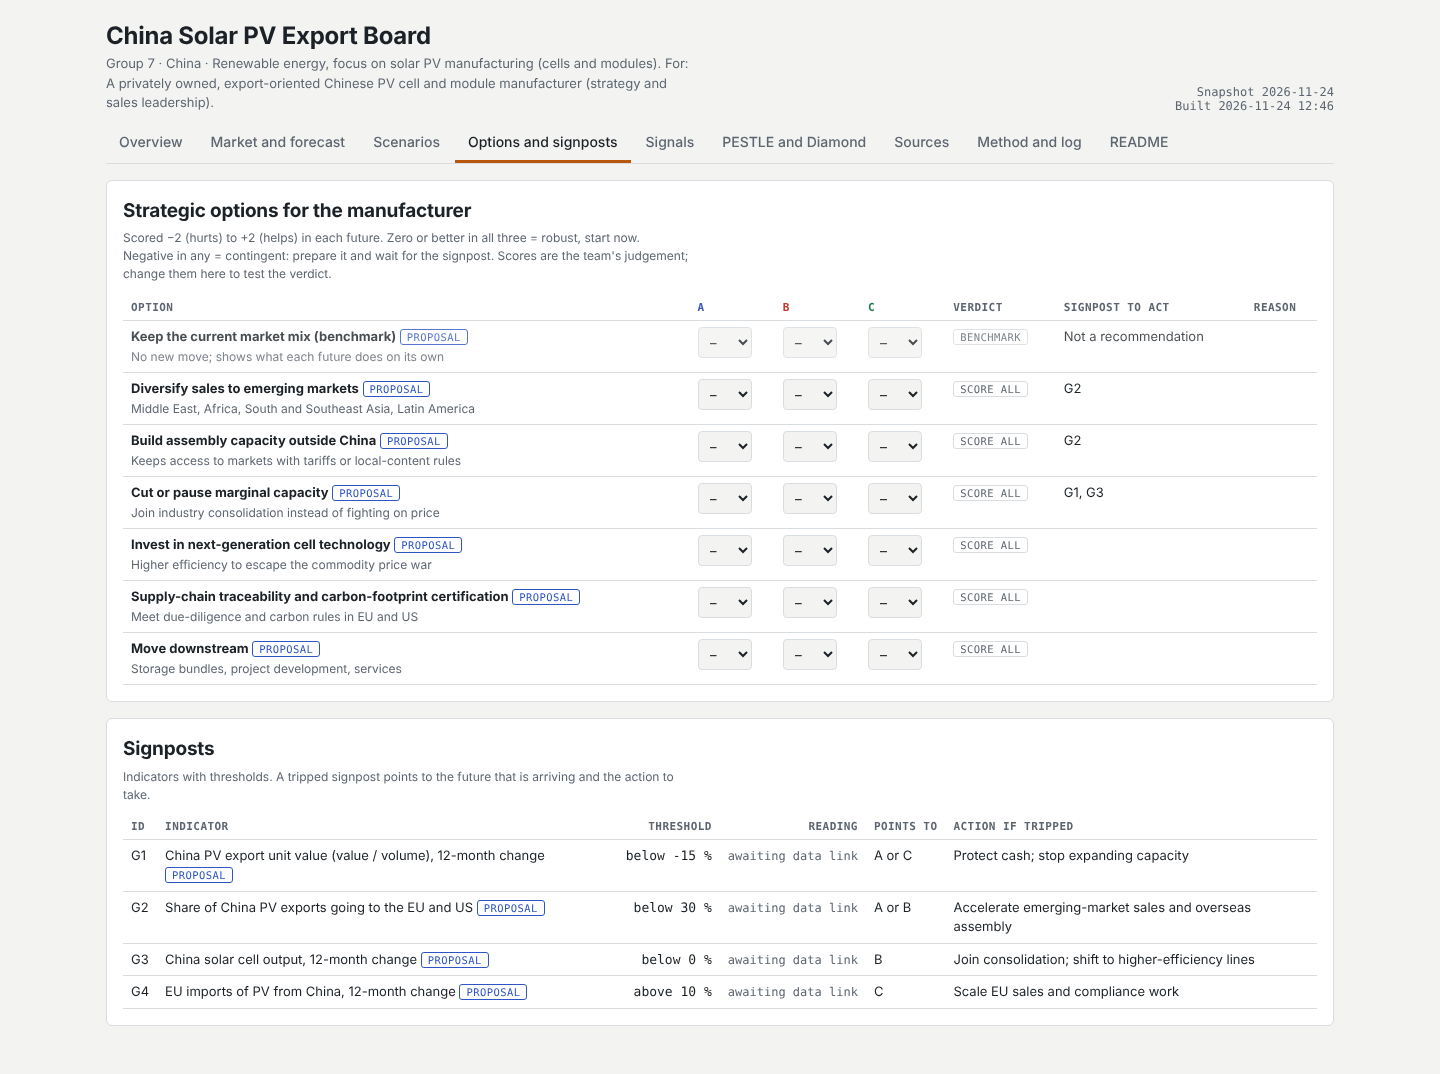 China Solar PV Export Board
Group 7 · China · Renewable energy, focus on solar PV manufacturing (cells and modules). For:
A privately owned, export-oriented Chinese PV cell and module manufacturer (strategy and
sales leadership).
Snapshot 2026-11-24
Built 2026-11-24 12:46
Overview Market and forecast Scenarios Options and signposts Signals PESTLE and Diamond Sources Method and log README
Strategic options for the manufacturer
Scored −2 (hurts) to +2 (helps) in each future. Zero or better in all three = robust, start now.
Negative in any = contingent: prepare it and wait for the signpost. Scores are the team's judgement;
change them here to test the verdict.
OPTION A B C VERDICT SIGNPOST TO ACT REASON
Keep the current market mix (benchmark) PROPOSAL – – – BENCHMARK Not a recommendation
No new move; shows what each future does on its own
Diversify sales to emerging markets PROPOSAL – – – SCORE ALL G2
Middle East, Africa, South and Southeast Asia, Latin America
Build assembly capacity outside China PROPOSAL – – – SCORE ALL G2
Keeps access to markets with tariffs or local-content rules
Cut or pause marginal capacity PROPOSAL – – – SCORE ALL G1, G3
Join industry consolidation instead of fighting on price
Invest in next-generation cell technology PROPOSAL – – – SCORE ALL
Higher efficiency to escape the commodity price war
Supply-chain traceability and carbon-footprint certification PROPOSAL – – – SCORE ALL
Meet due-diligence and carbon rules in EU and US
Move downstream PROPOSAL – – – SCORE ALL
Storage bundles, project development, services
Signposts
Indicators with thresholds. A tripped signpost points to the future that is arriving and the action to
take.
ID INDICATOR THRESHOLD READING POINTS TO ACTION IF TRIPPED
G1 China PV export unit value (value / volume), 12-month change below -15 % awaiting data link A or C Protect cash; stop expanding capacity
PROPOSAL
G2 Share of China PV exports going to the EU and US PROPOSAL below 30 % awaiting data link A or B Accelerate emerging-market sales and overseas
assembly
G3 China solar cell output, 12-month change PROPOSAL below 0 % awaiting data link B Join consolidation; shift to higher-efficiency lines
G4 EU imports of PV from China, 12-month change PROPOSAL above 10 % awaiting data link C Scale EU sales and compliance work